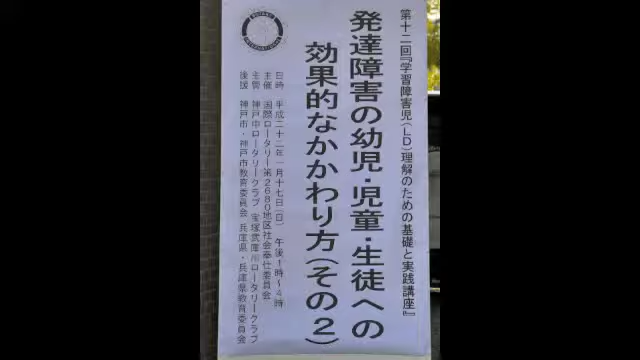 第十二回『学習障害児(LD)理解のための基礎と実践講座』
発達障害の幼児・児童・生徒への
効果的なかかわり方(その2)
日時 平成二十二年一月十七日(日) 午後1時〜4時
主催 国際ロータリー第2680地区社会奉仕委員会
主管 神戸中ロータリークラブ 宝塚武庫川ロータリークラブ
後援 神戸市・神戸市教育委員会 兵庫県・兵庫県教育委員会
ROTARY
INTERNATIONAL